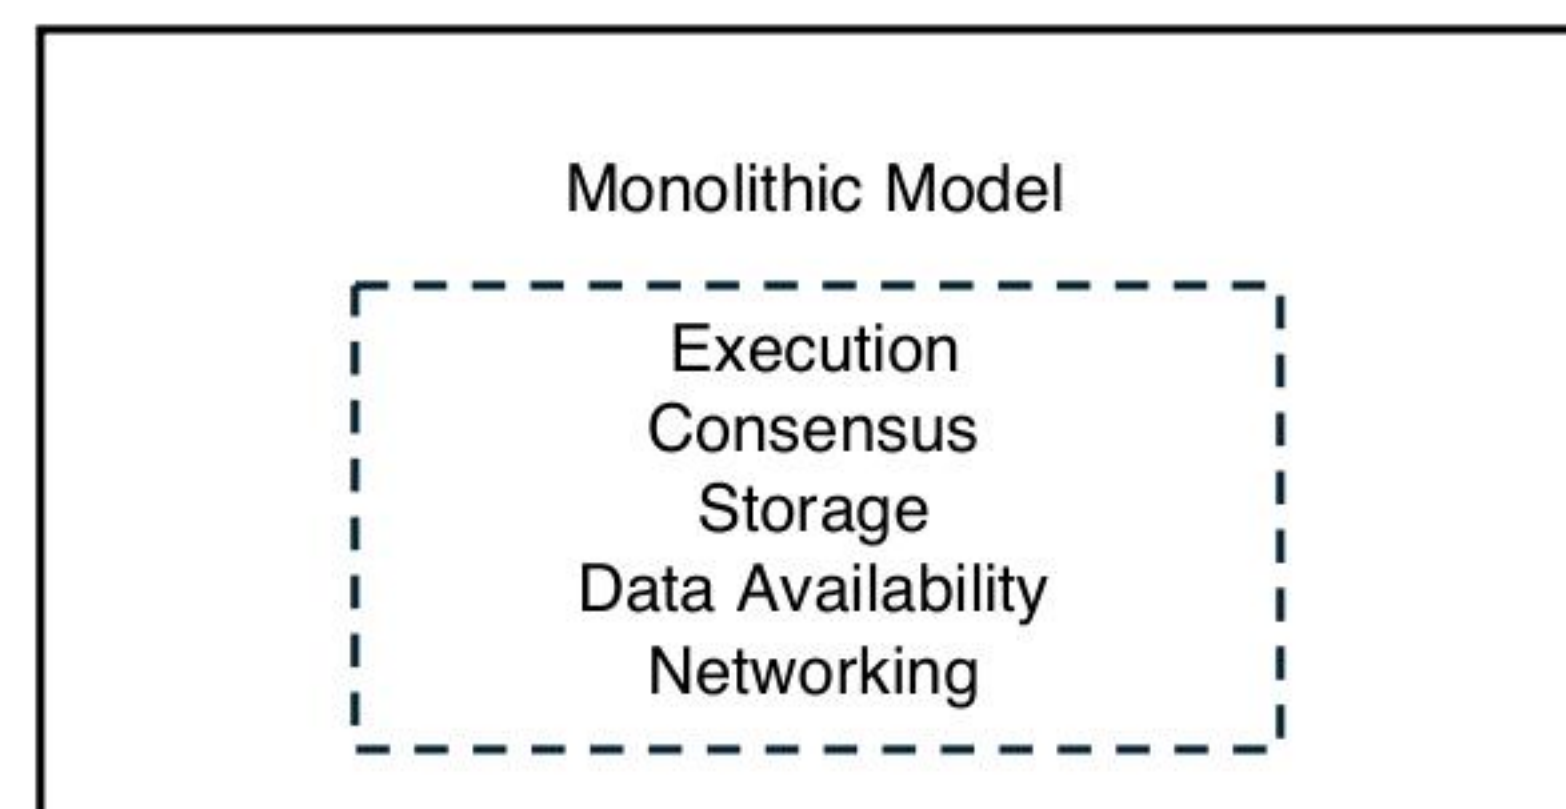 Monolithic Model
Execution
Consensus
Storage
Data Availability
Networking